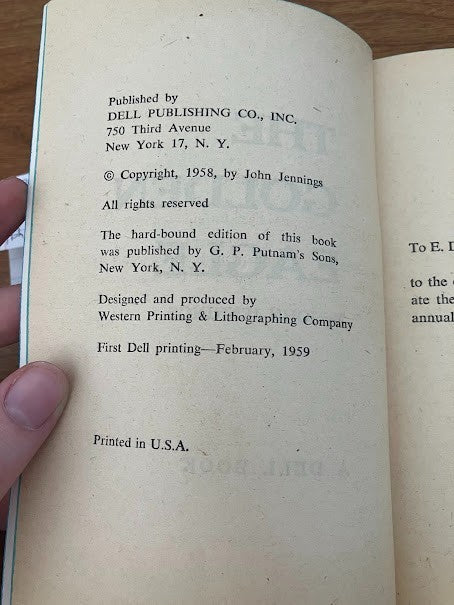 Published by
DELL PUBLISHING CO., INC.
750 Third Avenue
New York 17, N. Y.
© Copyright, 1958, by John Jennings
All rights reserved
The hard-bound edition of this book
was published by G. P. Putnam's Sons,
New York, N. Y.
Designed and produced by
Western Printing & Lithographing Company
First Dell printing—February, 1959
Printed in U.S.A.
To E.
to the
ate the
annual